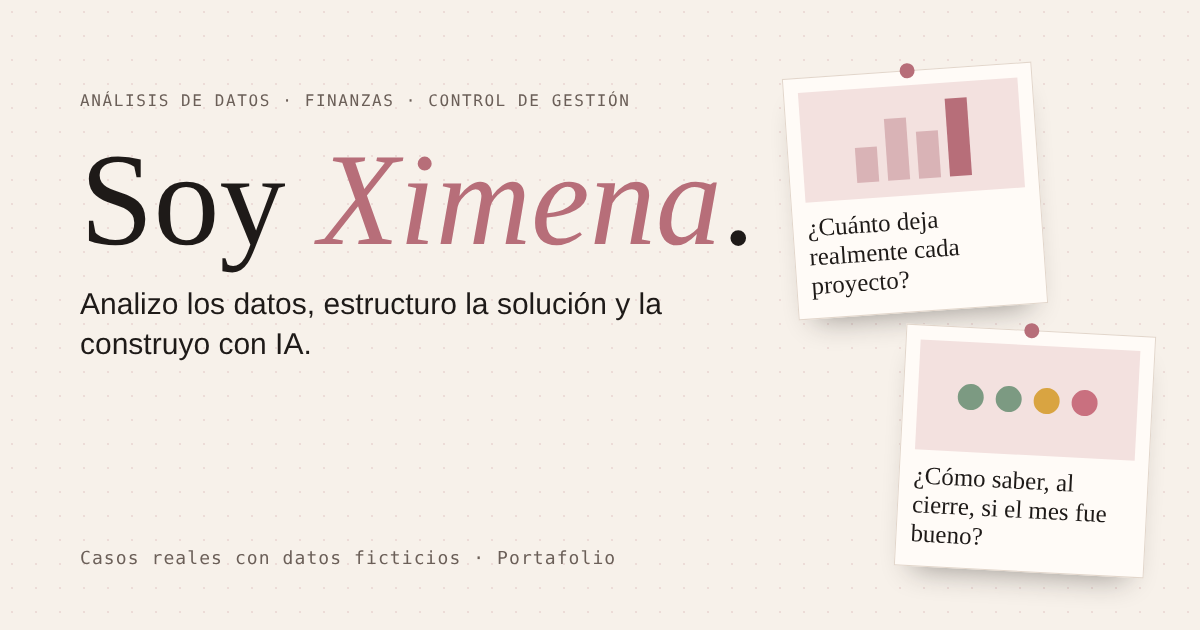 ANÁLISIS DE DATOS · FINANZAS · CONTROL DE GESTIÓN
Soy Ximena.
Analizo los datos, estructuro la solución y la
construyo con IA.
Casos reales con datos ficticios · Portafolio
¿Cuánto deja
realmente cada
proyecto?
¿Cómo saber, al
cierre, si el mes fue
bueno?